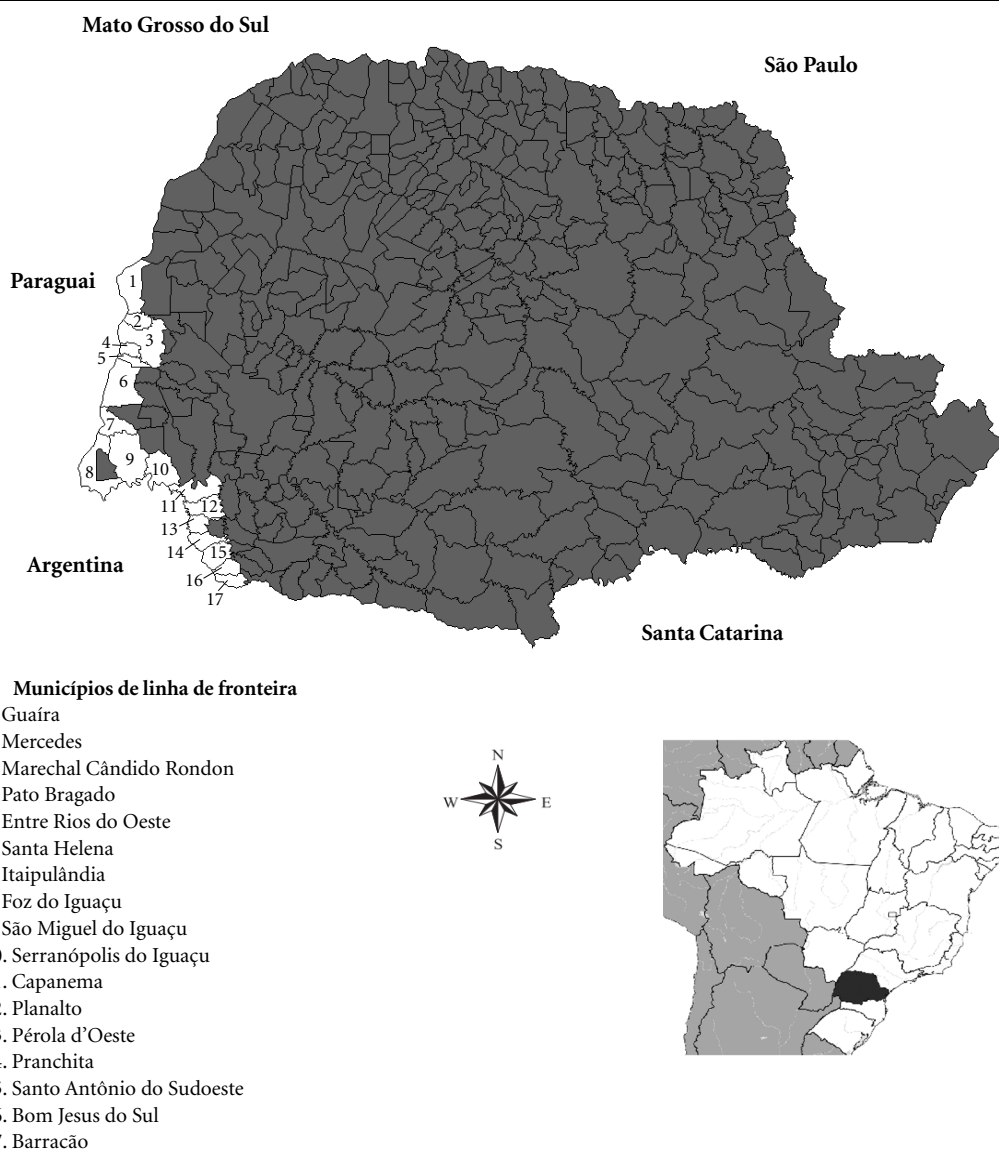 Mato Grosso do Sul
São Paulo
Paraguai
1
2
3
4
5
6
7
8
9
10
11
12
13
14
15
16
17
Argentina
Santa Catarina
Municípios de linha de fronteira
Guaíra
Mercedes
Marechal Cândido Rondon
Pato Bragado
Entre Rios do Oeste
Santa Helena
Itaipulândia
Foz do Iguaçu
São Miguel do Iguaçu
. Serranópolis do Iguaçu
. Capanema
. Planalto
. Pérola d’Oeste
. Pranchita
. Santo Antônio do Sudoeste
. Bom Jesus do Sul
. Barracão
N
W
E
S